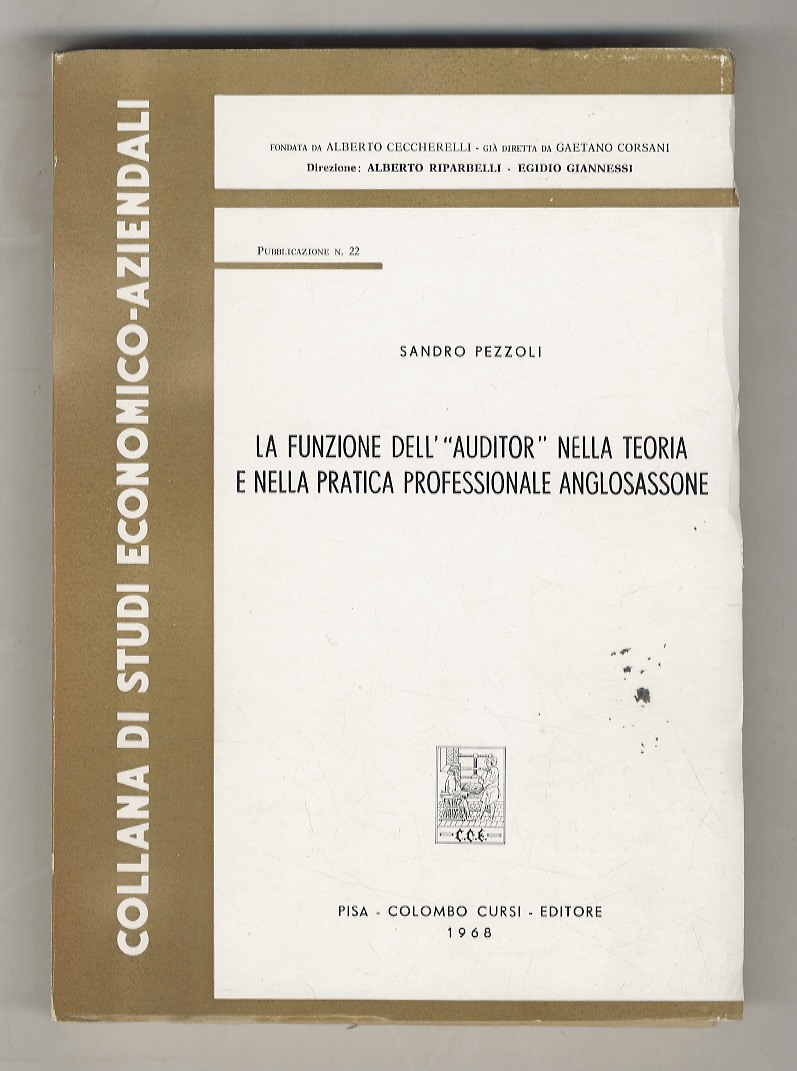 COLLANA DI STUDI ECONOMICO-AZIENDALI
FONDATA DA ALBERTO CECCHERELLI - GIÀ DIRETTA DA GAETANO CORSANI
Direzione: ALBERTO RIPARBELLI - EGIDIO GIANNESSI
PUBBLICAZIONE N. 22
SANDRO PEZZOLI
LA FUNZIONE DELL'"AUDITOR" NELLA TEORIA
E NELLA PRATICA PROFESSIONALE ANGLOSASSONE
C.C.E.
PISA - COLOMBO CURSI - EDITORE
1968